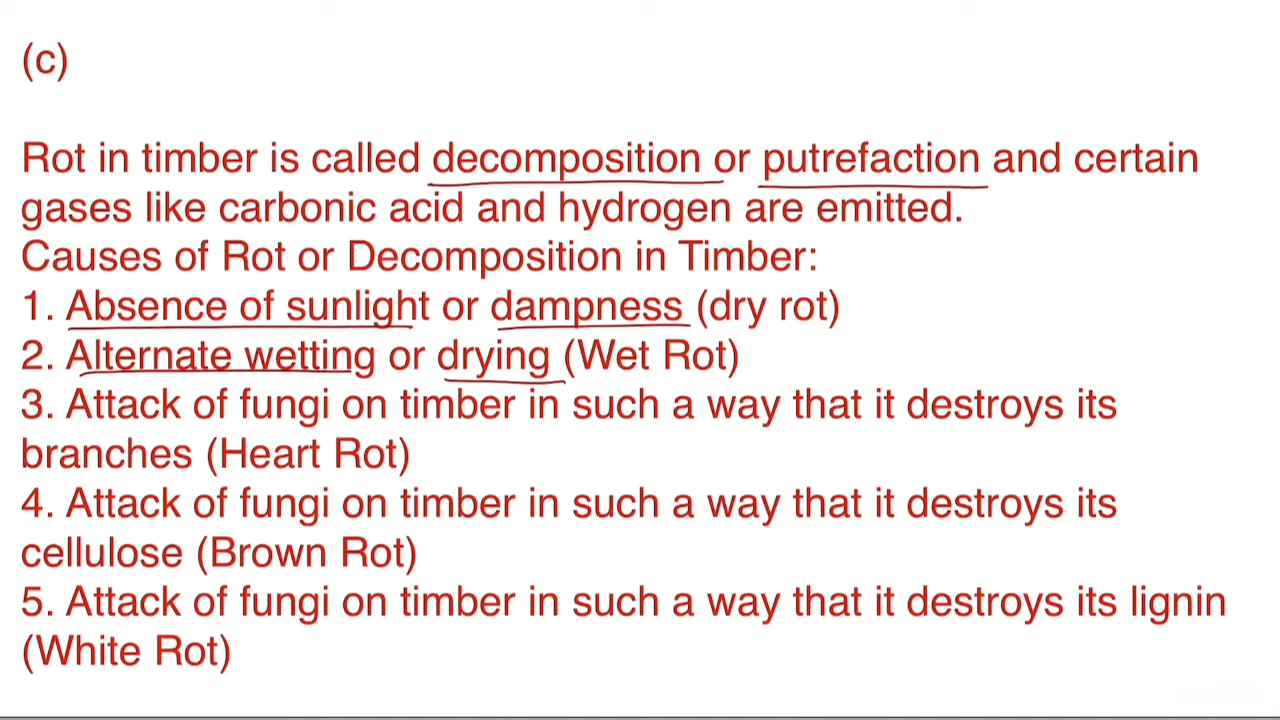 (c)
Rot in timber is called decomposition or putrefaction and certain
gases like carbonic acid and hydrogen are emitted.
Causes of Rot or Decomposition in Timber:
1. Absence of sunlight or dampness (dry rot)
2. Alternate wetting or drying (Wet Rot)
3. Attack of fungi on timber in such a way that it destroys its
branches (Heart Rot)
4. Attack of fungi on timber in such a way that it destroys its
cellulose (Brown Rot)
5. Attack of fungi on timber in such a way that it destroys its lignin
(White Rot)